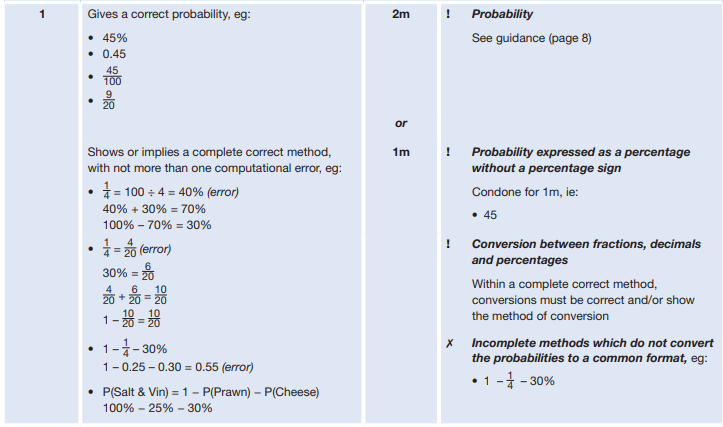 1
Gives a correct probability, eg:
• 45%
• 0.45
• 45/100
• 9/20
2m
! Probability
See guidance (page 8)
or
Shows or implies a complete correct method,
with not more than one computational error, eg:
• 1/4 = 100 ÷ 4 = 40% (error)
40% + 30% = 70%
100% – 70% = 30%
• 1/4 = 4/20 (error)
30% = 6/20
4/20 + 6/20 = 10/20
1 – 10/20 = 10/20
• 1 – 1/4 – 30%
1 – 0.25 – 0.30 = 0.55 (error)
• P(Salt & Vin) = 1 – P(Prawn) – P(Cheese)
100% – 25% – 30%
1m
! Probability expressed as a percentage
without a percentage sign
Condone for 1m, ie:
• 45
! Conversion between fractions, decimals
and percentages
Within a complete correct method,
conversions must be correct and/or show
the method of conversion
✗ Incomplete methods which do not convert
the probabilities to a common format, eg:
• 1 – 1/4 – 30%